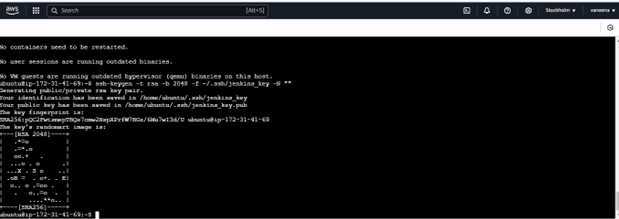 aws
Search
[Alt+S]
Stockholm
No containers need to be restarted.
No user sessions are running outdated binaries.
No VM guests are running outdated hypervisor (qemu) binaries on this host.
ubuntu@ip-172-31-41-69:~$ ssh-keygen -t rsa -b 2048 -f ~/.ssh/jenkins_key -N ""
Generating public/private rsa key pair.
Your identification has been saved in /home/ubuntu/.ssh/jenkins_key
Your public key has been saved in /home/ubuntu/.ssh/jenkins_key.pub
The key fingerprint is:
ubuntu@ip-172-31-41-69
The key's randomart image is:
+---[RSA 2048]----+
+----[SHA256]-----+
ubuntu@ip-172-31-41-69:~$